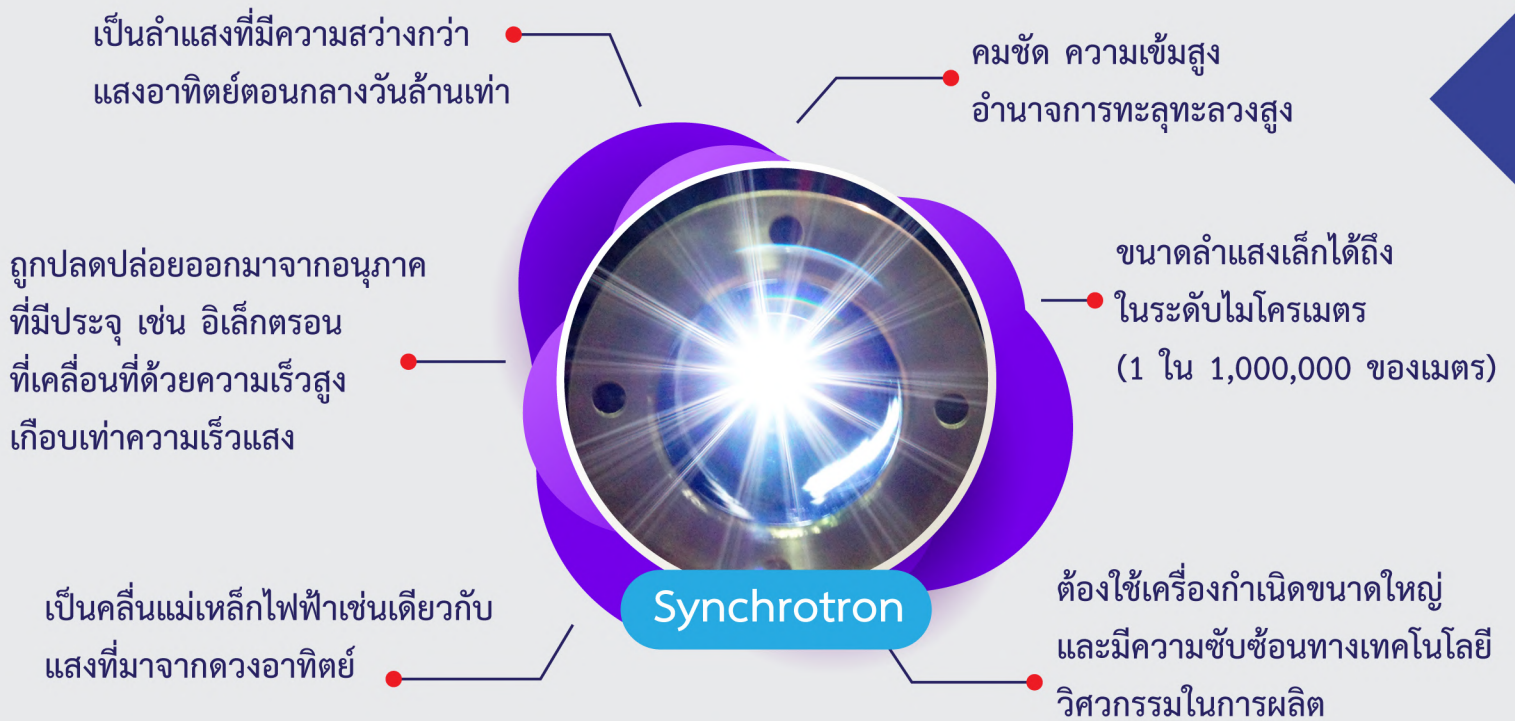 เป็นลำแสงที่มีความสว่างกว่า
แสงอาทิตย์ตอนกลางวันล้านเท่า
คมชัด ความเข้มสูง
อำนาจการทะลุทะลวงสูง
ถูกปลดปล่อยออกมาจากอนุภาค
ที่มีประจุ เช่น อิเล็กตรอน
ที่เคลื่อนที่ด้วยความเร็วสูง
เกือบเท่าความเร็วแสง
ขนาดลำแสงเล็กได้ถึง
ในระดับไมโครเมตร
(1 ใน 1,000,000 ของเมตร)
เป็นคลื่นแม่เหล็กไฟฟ้าเช่นเดียวกับ
แสงที่มาจากดวงอาทิตย์
Synchrotron
ต้องใช้เครื่องกำเนิดขนาดใหญ่
และมีความซับซ้อนทางเทคโนโลยี
วิศวกรรมในการผลิต